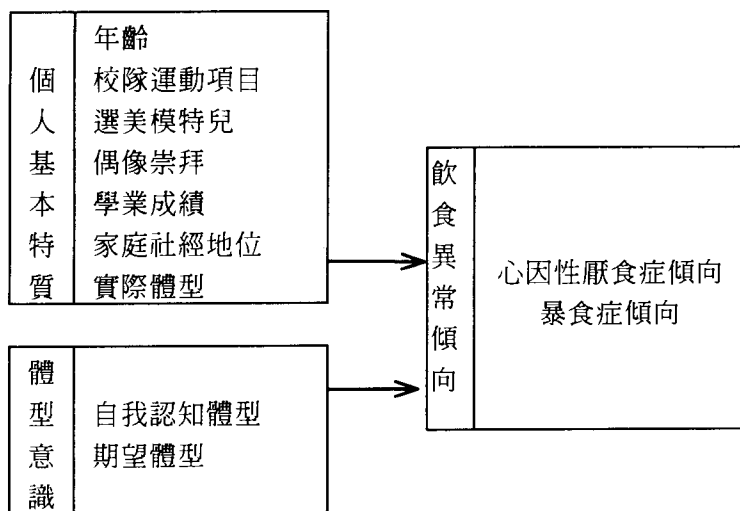 個人基本特質
年齡
校隊運動項目
選美模特兒
偶像崇拜
學業成績
家庭社經地位
實際體型
體型意識
自我認知體型
期望體型
飲食異常傾向
心因性厭食症傾向
暴食症傾向